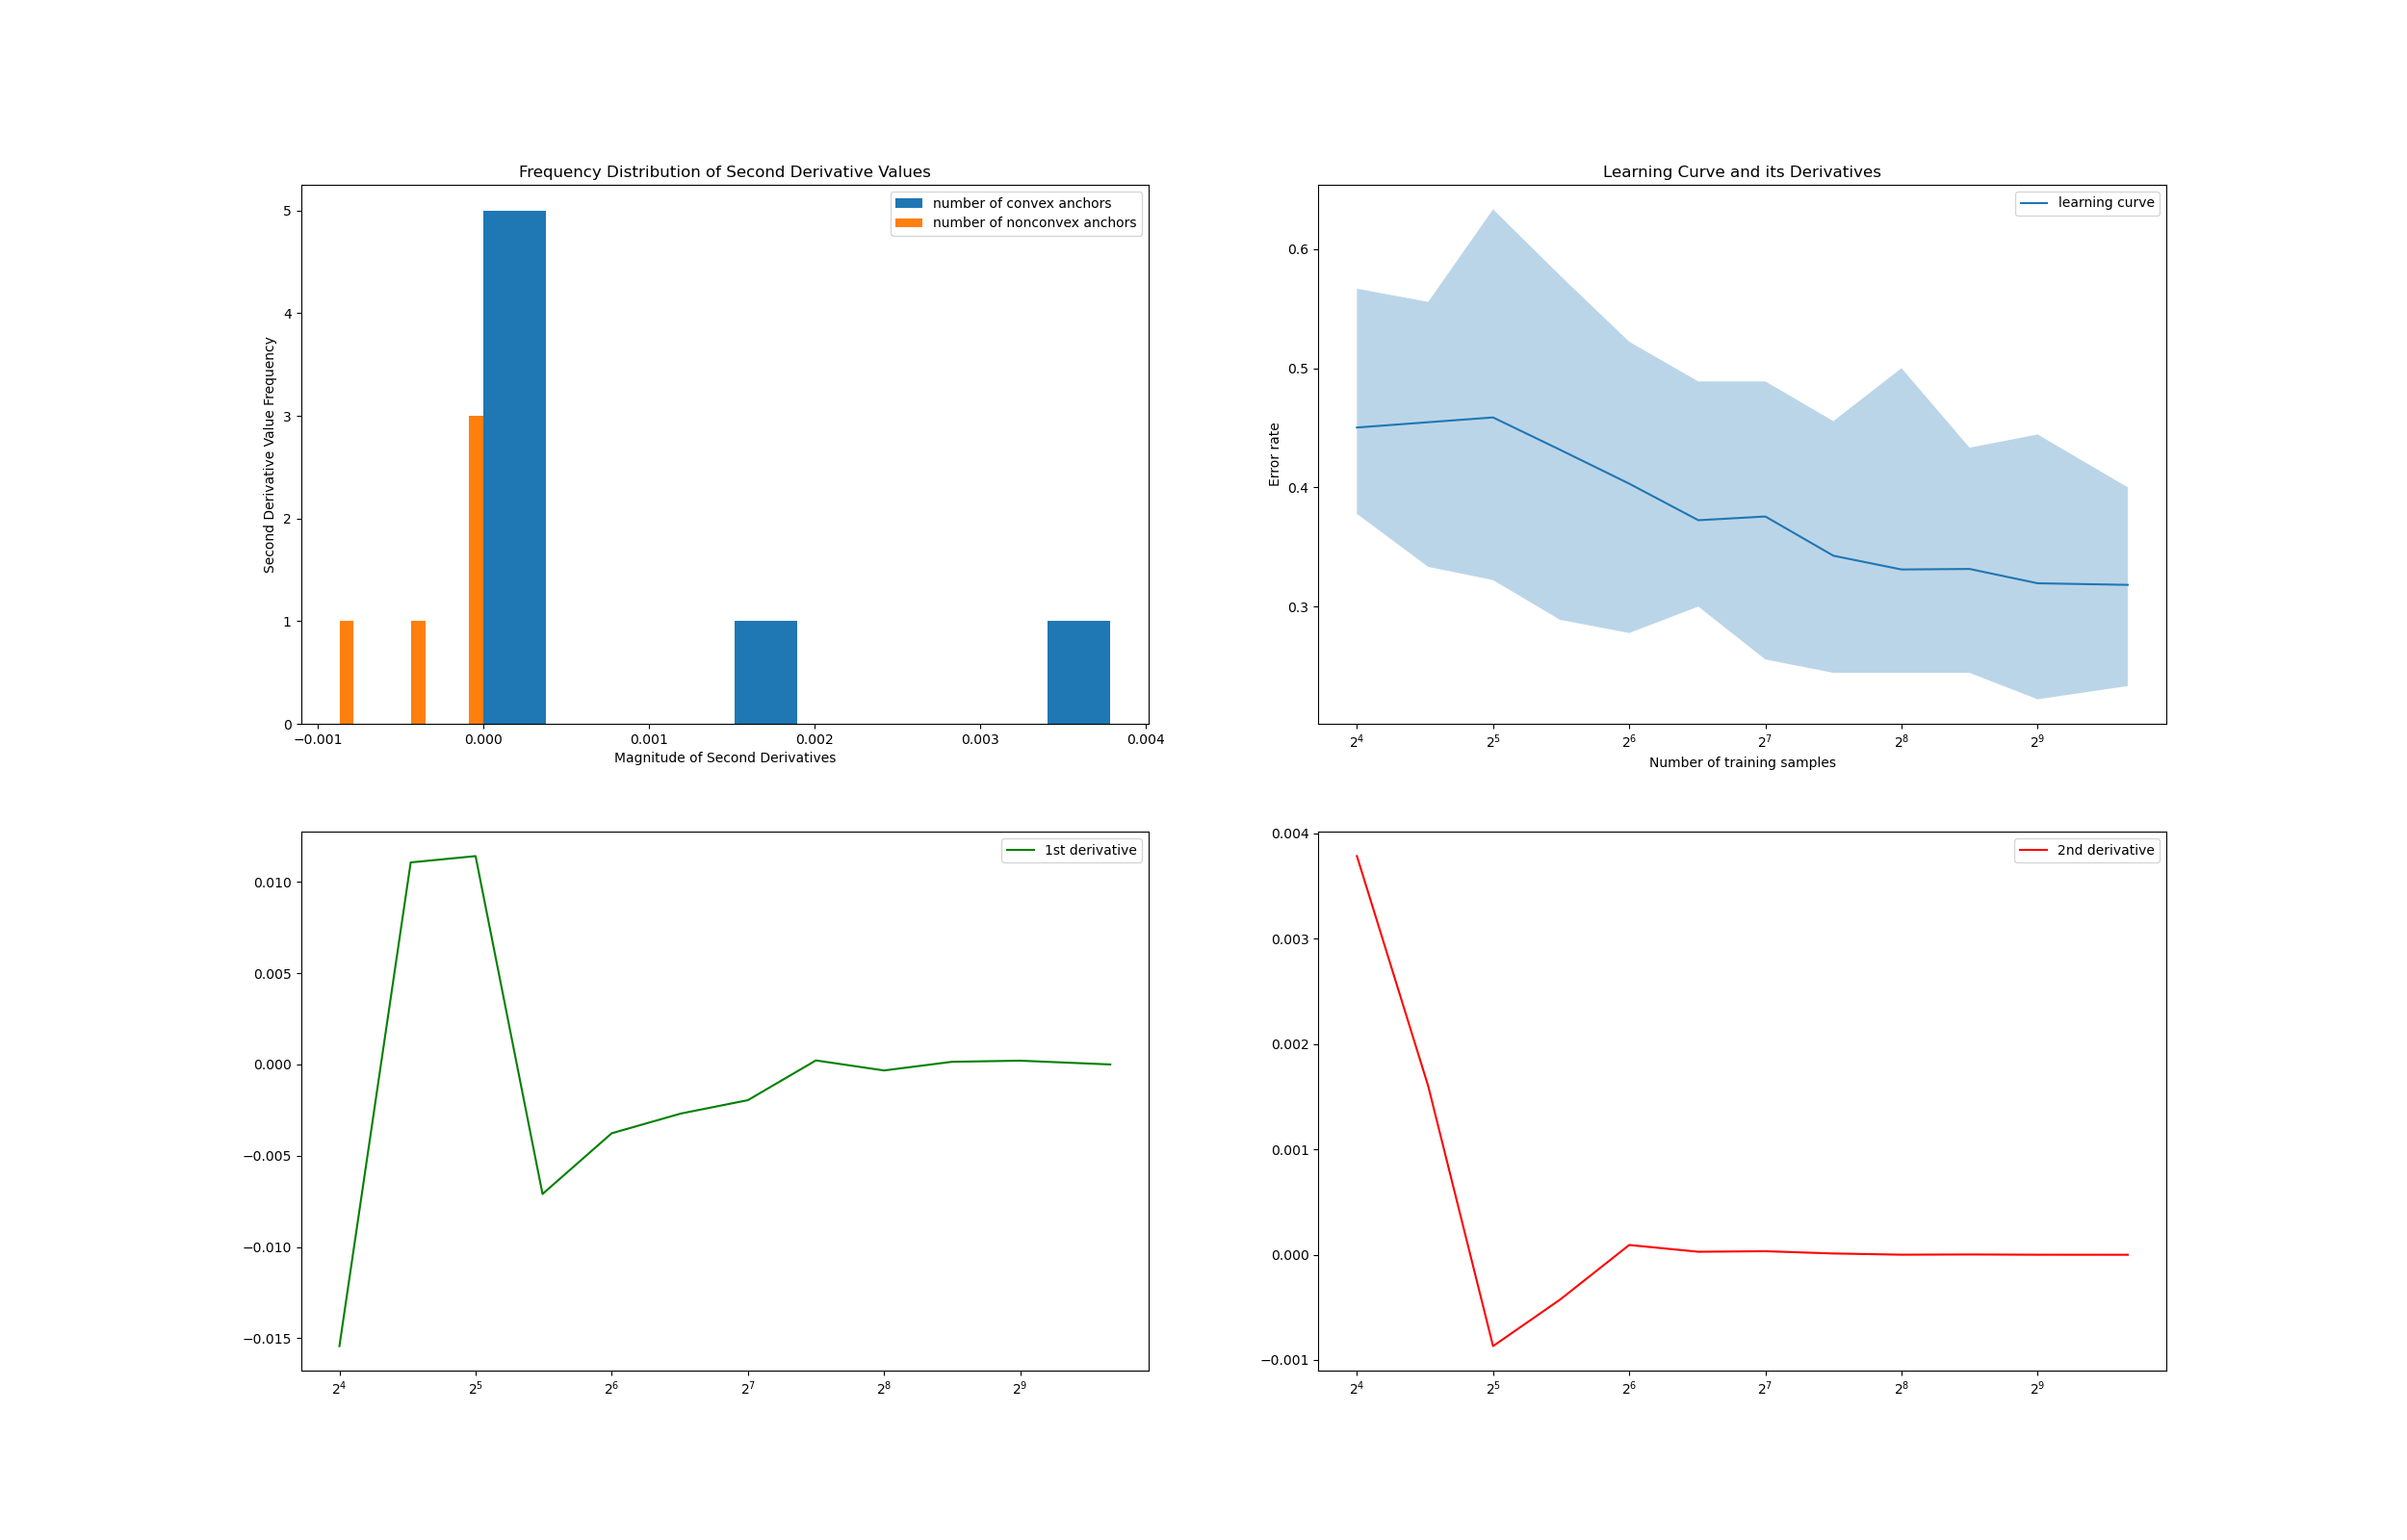 Frequency Distribution of Second Derivative Values
number of convex anchors
number of nonconvex anchors
Second Derivative Value Frequency
5
4
3
2
1
0
−0.001 0.000 0.001 0.002 0.003 0.004
Magnitude of Second Derivatives
Learning Curve and its Derivatives
learning curve
Error rate
0.6
0.5
0.4
0.3
2⁴ 2⁵ 2⁶ 2⁷ 2⁸ 2⁹
Number of training samples
1st derivative
0.010
0.005
0.000
−0.005
−0.010
−0.015
2⁴ 2⁵ 2⁶ 2⁷ 2⁸ 2⁹
2nd derivative
0.004
0.003
0.002
0.001
0.000
−0.001
2⁴ 2⁵ 2⁶ 2⁷ 2⁸ 2⁹